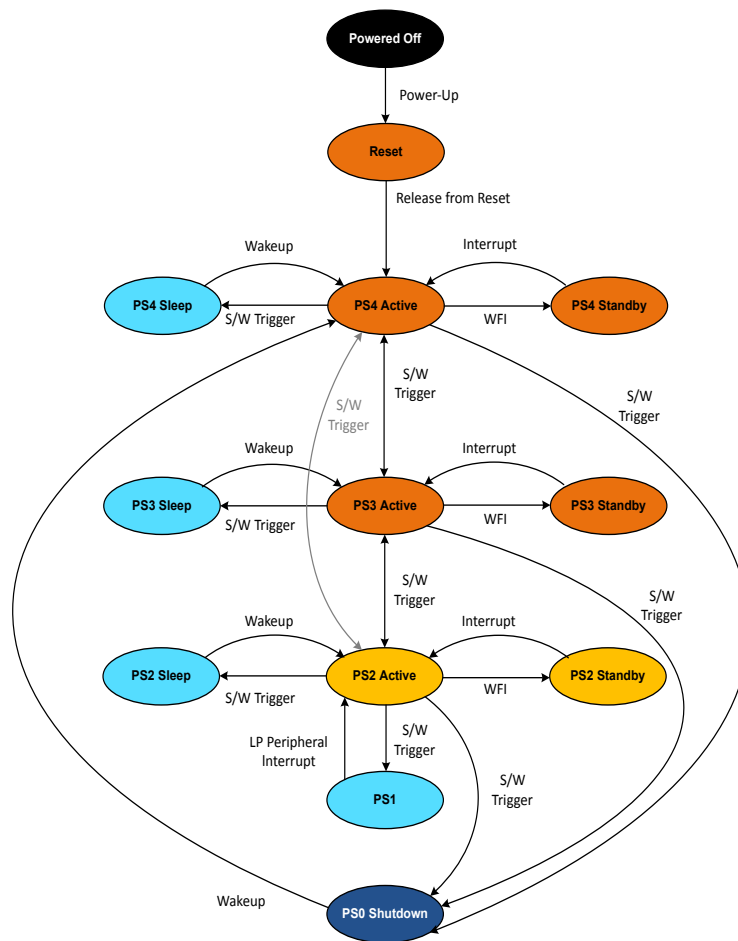 Powered Off
Power-Up
Reset
Release from Reset
Wakeup
Interrupt
PS4 Sleep
PS4 Active
PS4 Standby
S/W Trigger
WFI
S/W
Trigger
S/W
Trigger
S/W
Trigger
Wakeup
Interrupt
PS3 Sleep
PS3 Active
PS3 Standby
S/W Trigger
WFI
S/W
Trigger
S/W
Trigger
Wakeup
Interrupt
PS2 Sleep
PS2 Active
PS2 Standby
S/W Trigger
WFI
LP Peripheral
Interrupt
S/W
Trigger
S/W
Trigger
PS1
Wakeup
PS0 Shutdown